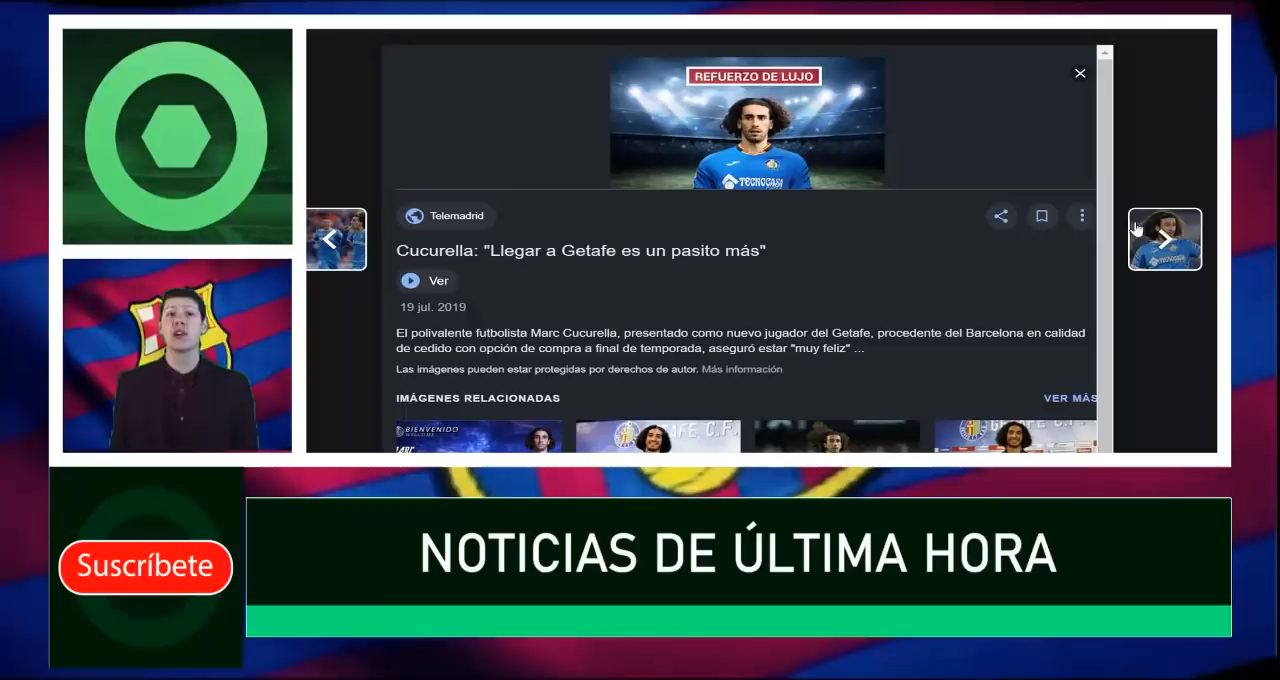 REFUERZO DE LUJO
TECNOCASA
Telemadrid
Cucurella: "Llegar a Getafe es un pasito más"
Ver
19 jul. 2019
El polivalente futbolista Marc Cucurella, presentado como nuevo jugador del Getafe, procedente del Barcelona en calidad
de cedido con opción de compra a final de temporada, aseguró estar "muy feliz" ...
Las imágenes pueden estar protegidas por derechos de autor. Más información
IMÁGENES RELACIONADAS
VER MÁS
BIENVENIDO
Suscríbete
NOTICIAS DE ÚLTIMA HORA